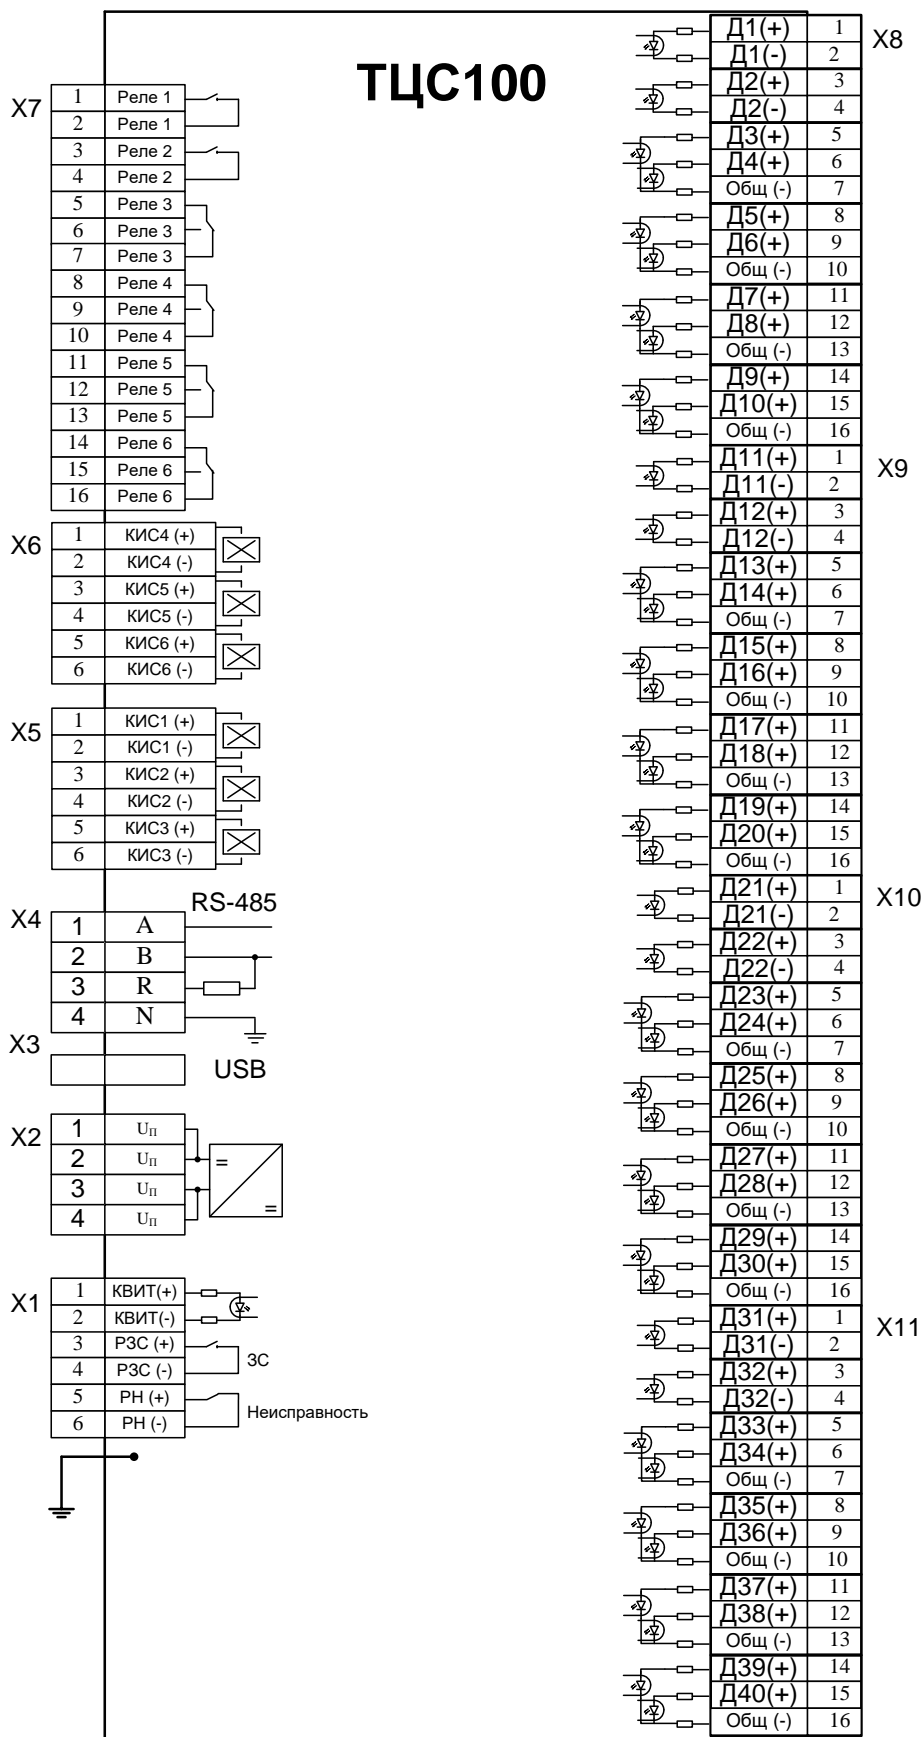 ТЦС100
X7
1 Реле 1
2 Реле 1
3 Реле 2
4 Реле 2
5 Реле 3
6 Реле 3
7 Реле 3
8 Реле 4
9 Реле 4
10 Реле 4
11 Реле 5
12 Реле 5
13 Реле 5
14 Реле 6
15 Реле 6
16 Реле 6
X6
1 КИС4 (+)
2 КИС4 (-)
3 КИС5 (+)
4 КИС5 (-)
5 КИС6 (+)
6 КИС6 (-)
X5
1 КИС1 (+)
2 КИС1 (-)
3 КИС2 (+)
4 КИС2 (-)
5 КИС3 (+)
6 КИС3 (-)
X4
RS-485
1 A
2 B
3 R
4 N
X3
USB
X2
1 UП
2 UП
3 UП
4 UП
= =
X1
1 КВИТ(+)
2 КВИТ(-)
3 РЗС (+)
4 РЗС (-)
ЗС
5 РН (+)
6 РН (-)
Неисправность
X8
Д1(+) 1
Д1(-) 2
Д2(+) 3
Д2(-) 4
Д3(+) 5
Д4(+) 6
Общ (-) 7
Д5(+) 8
Д6(+) 9
Общ (-) 10
Д7(+) 11
Д8(+) 12
Общ (-) 13
Д9(+) 14
Д10(+) 15
Общ (-) 16
X9
Д11(+) 1
Д11(-) 2
Д12(+) 3
Д12(-) 4
Д13(+) 5
Д14(+) 6
Общ (-) 7
Д15(+) 8
Д16(+) 9
Общ (-) 10
Д17(+) 11
Д18(+) 12
Общ (-) 13
Д19(+) 14
Д20(+) 15
Общ (-) 16
X10
Д21(+) 1
Д21(-) 2
Д22(+) 3
Д22(-) 4
Д23(+) 5
Д24(+) 6
Общ (-) 7
Д25(+) 8
Д26(+) 9
Общ (-) 10
Д27(+) 11
Д28(+) 12
Общ (-) 13
Д29(+) 14
Д30(+) 15
Общ (-) 16
X11
Д31(+) 1
Д31(-) 2
Д32(+) 3
Д32(-) 4
Д33(+) 5
Д34(+) 6
Общ (-) 7
Д35(+) 8
Д36(+) 9
Общ (-) 10
Д37(+) 11
Д38(+) 12
Общ (-) 13
Д39(+) 14
Д40(+) 15
Общ (-) 16